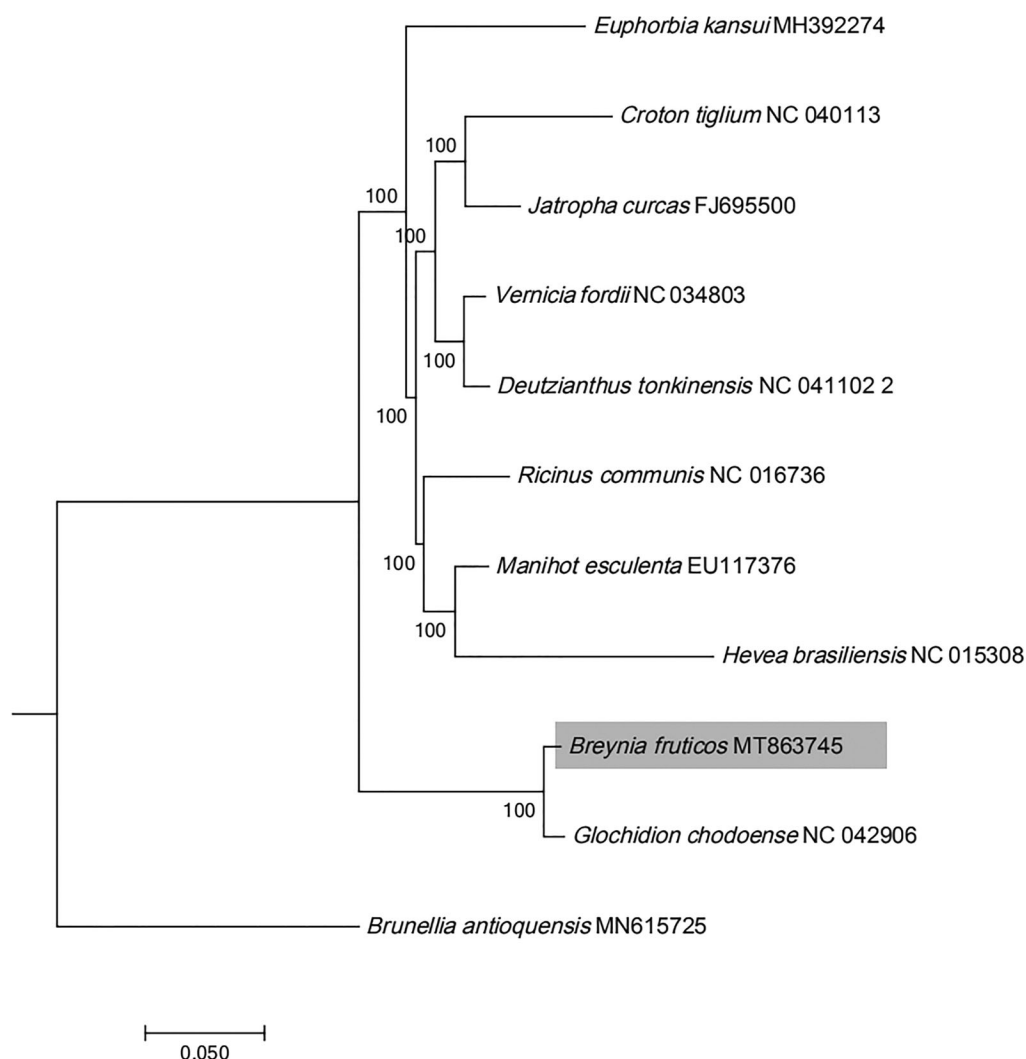 Euphorbia kansui MH392274
Croton tiglium NC 040113
100
100
Jatropha curcas FJ695500
100
Vernicia fordii NC 034803
100
Deutzianthus tonkinensis NC 041102 2
100
Ricinus communis NC 016736
100
Manihot esculenta EU117376
100
Hevea brasiliensis NC 015308
Breynia fruticos MT863745
100
Glochidion chodoense NC 042906
Brunellia antioquensis MN615725
0.050